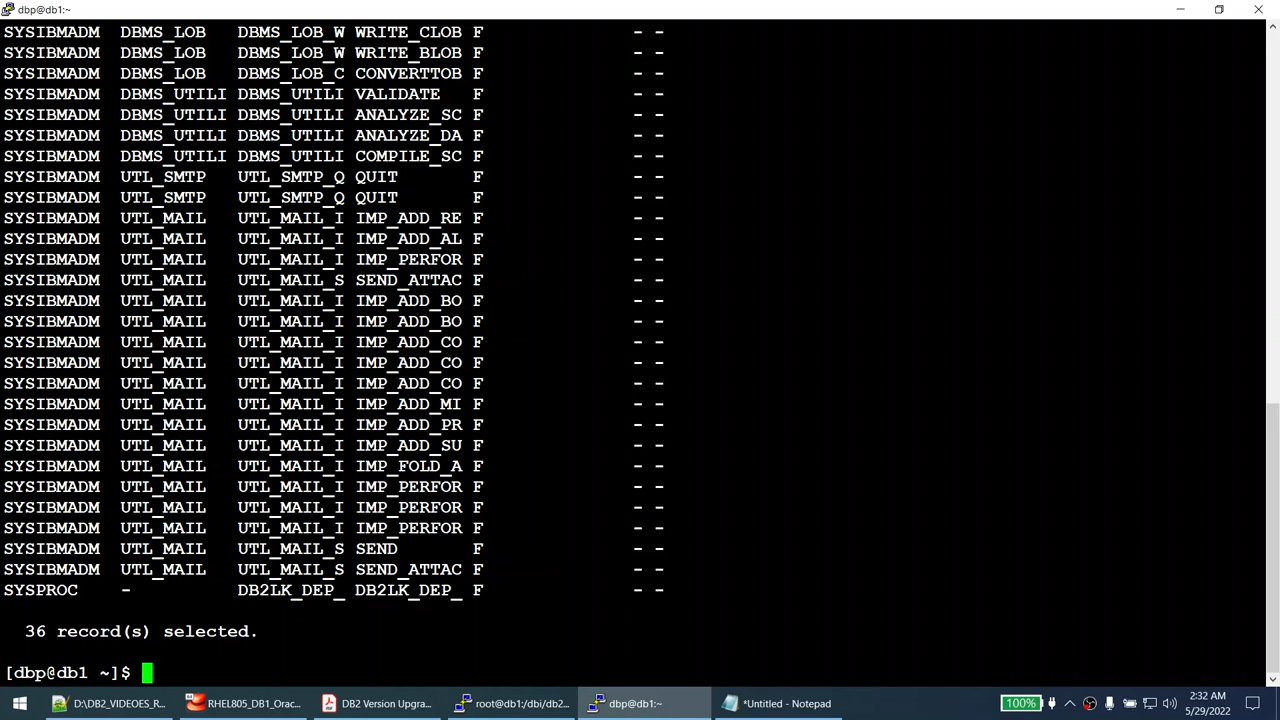 dbp@db1:~
SYSIBMADM DBMS_LOB DBMS_LOB_W WRITE_CLOB F - -
SYSIBMADM DBMS_LOB DBMS_LOB_W WRITE_BLOB F - -
SYSIBMADM DBMS_LOB DBMS_LOB_C CONVERTTOB F - -
SYSIBMADM DBMS_UTILI DBMS_UTILI VALIDATE F - -
SYSIBMADM DBMS_UTILI DBMS_UTILI ANALYZE_SC F - -
SYSIBMADM DBMS_UTILI DBMS_UTILI ANALYZE_DA F - -
SYSIBMADM DBMS_UTILI DBMS_UTILI COMPILE_SC F - -
SYSIBMADM UTL_SMTP UTL_SMTP_Q QUIT F - -
SYSIBMADM UTL_SMTP UTL_SMTP_Q QUIT F - -
SYSIBMADM UTL_MAIL UTL_MAIL_I IMP_ADD_RE F - -
SYSIBMADM UTL_MAIL UTL_MAIL_I IMP_ADD_AL F - -
SYSIBMADM UTL_MAIL UTL_MAIL_I IMP_PERFOR F - -
SYSIBMADM UTL_MAIL UTL_MAIL_S SEND_ATTAC F - -
SYSIBMADM UTL_MAIL UTL_MAIL_I IMP_ADD_BO F - -
SYSIBMADM UTL_MAIL UTL_MAIL_I IMP_ADD_BO F - -
SYSIBMADM UTL_MAIL UTL_MAIL_I IMP_ADD_CO F - -
SYSIBMADM UTL_MAIL UTL_MAIL_I IMP_ADD_CO F - -
SYSIBMADM UTL_MAIL UTL_MAIL_I IMP_ADD_CO F - -
SYSIBMADM UTL_MAIL UTL_MAIL_I IMP_ADD_MI F - -
SYSIBMADM UTL_MAIL UTL_MAIL_I IMP_ADD_PR F - -
SYSIBMADM UTL_MAIL UTL_MAIL_I IMP_ADD_SU F - -
SYSIBMADM UTL_MAIL UTL_MAIL_I IMP_FOLD_A F - -
SYSIBMADM UTL_MAIL UTL_MAIL_I IMP_PERFOR F - -
SYSIBMADM UTL_MAIL UTL_MAIL_I IMP_PERFOR F - -
SYSIBMADM UTL_MAIL UTL_MAIL_I IMP_PERFOR F - -
SYSIBMADM UTL_MAIL UTL_MAIL_S SEND F - -
SYSIBMADM UTL_MAIL UTL_MAIL_S SEND_ATTAC F - -
SYSPROC - DB2LK_DEP_ DB2LK_DEP_ F - -
36 record(s) selected.
[dbp@db1 ~]$
D:\DB2_VIDEOES_R... RHEL805_DB1_Orac... DB2 Version Upgra... root@db1:/dbi/db2... dbp@db1:~ *Untitled - Notepad 100% 2:32 AM
5/29/2022